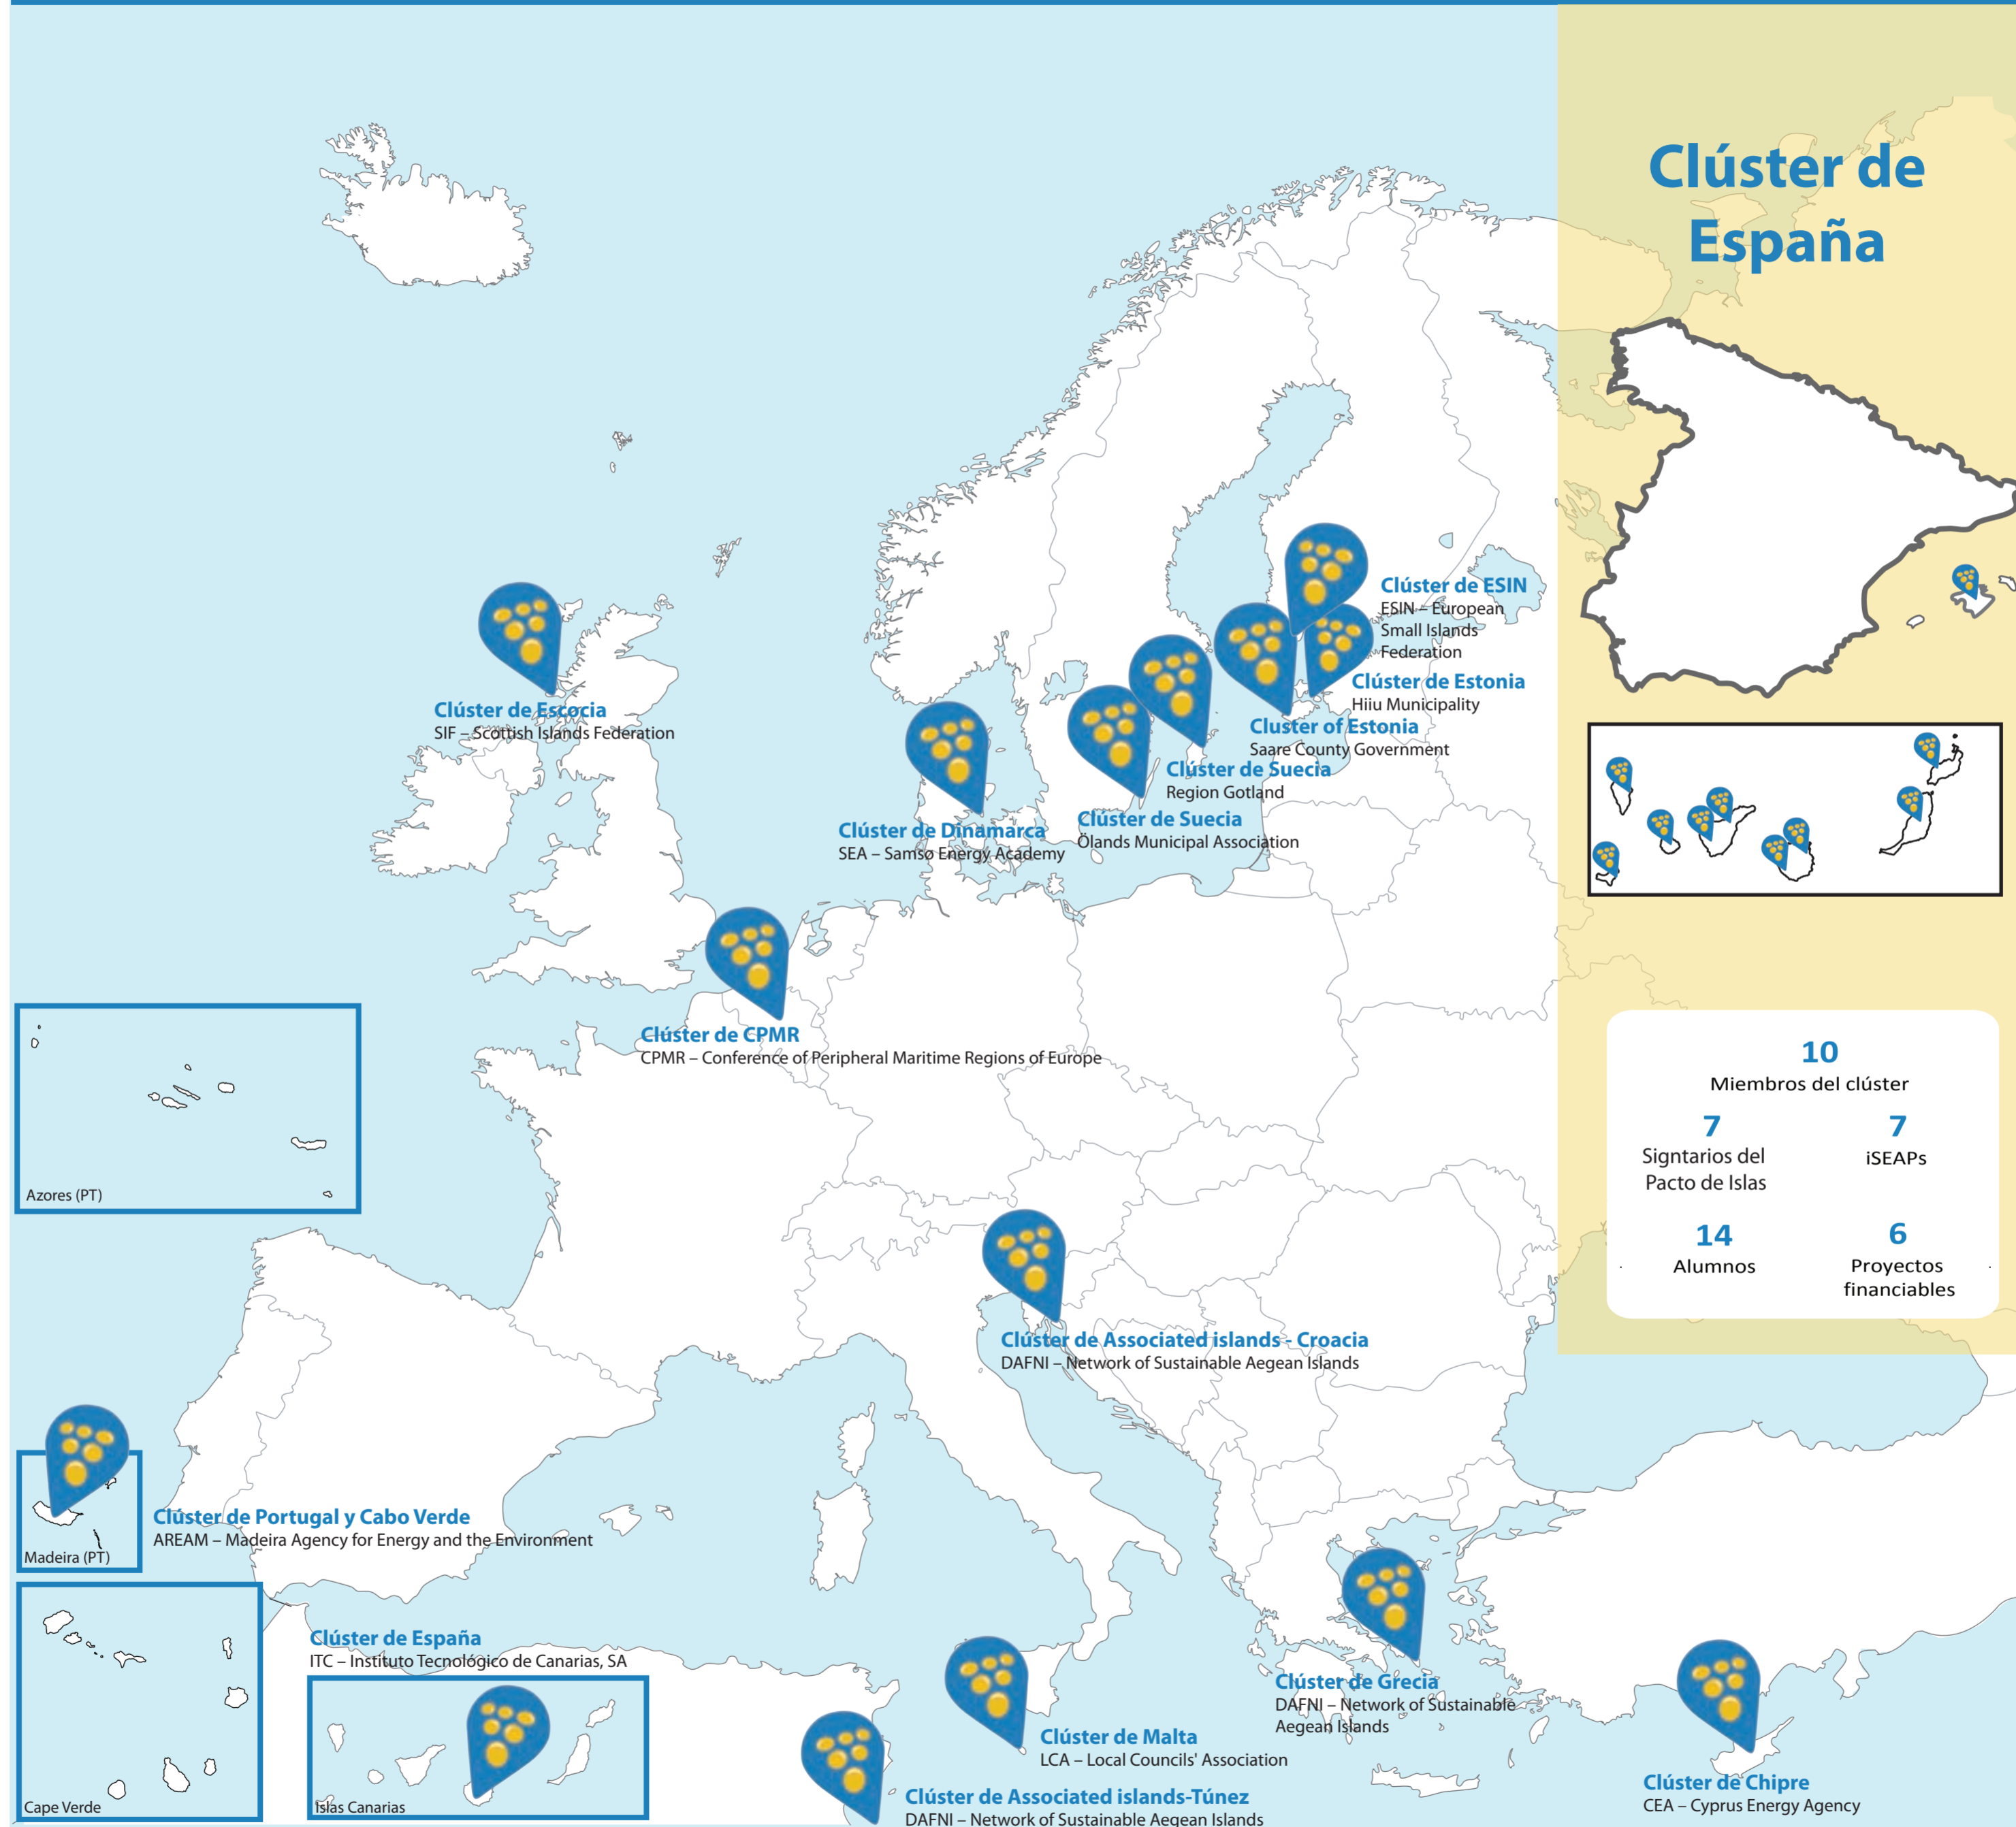 Clúster de
España
Clúster de ESIN
ESIN – European
Small Islands
Federation
Clúster de Estonia
Hiiu Municipality
Cluster of Estonia
Saare County Government
Clúster de Escocia
SIF – Scottish Islands Federation
Clúster de Suecia
Region Gotland
Clúster de Suecia
Ölands Municipal Association
Clúster de Dinamarca
SEA – Samsø Energy Academy
Clúster de CPMR
CPMR – Conference of Peripheral Maritime Regions of Europe
10
Miembros del clúster
7
Signtarios del
Pacto de Islas
7
iSEAPs
14
Alumnos
6
Proyectos
financiables
Azores (PT)
Clúster de Associated islands - Croacia
DAFNI – Network of Sustainable Aegean Islands
Clúster de Portugal y Cabo Verde
AREAM – Madeira Agency for Energy and the Environment
Madeira (PT)
Clúster de España
ITC – Instituto Tecnológico de Canarias, SA
Clúster de Grecia
DAFNI – Network of Sustainable
Aegean Islands
Clúster de Malta
LCA – Local Councils' Association
Clúster de Chipre
CEA – Cyprus Energy Agency
Cape Verde
Islas Canarias
Clúster de Associated islands-Túnez
DAFNI – Network of Sustainable Aegean Islands